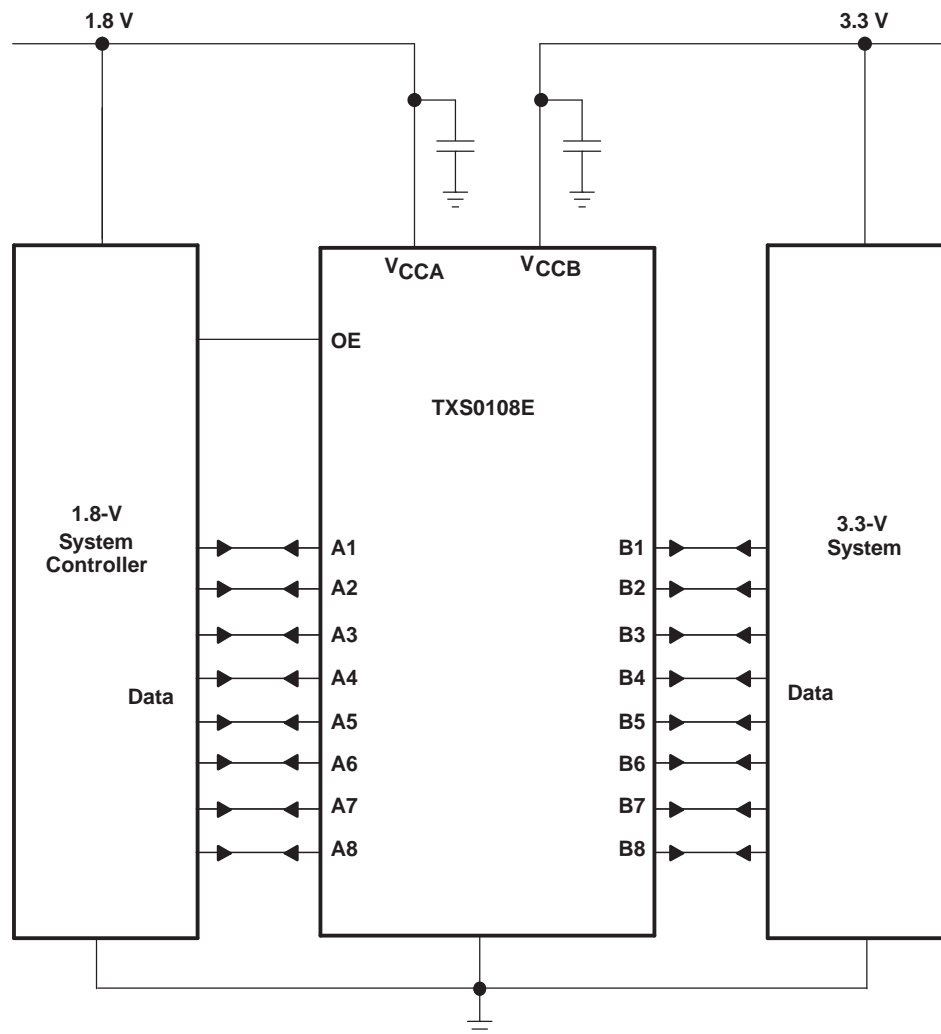 1.8 V
3.3 V
VCCA
VCCB
OE
TXS0108E
1.8-V
System
Controller
3.3-V
System
A1
B1
A2
B2
A3
B3
A4
B4
Data
Data
A5
B5
A6
B6
A7
B7
A8
B8